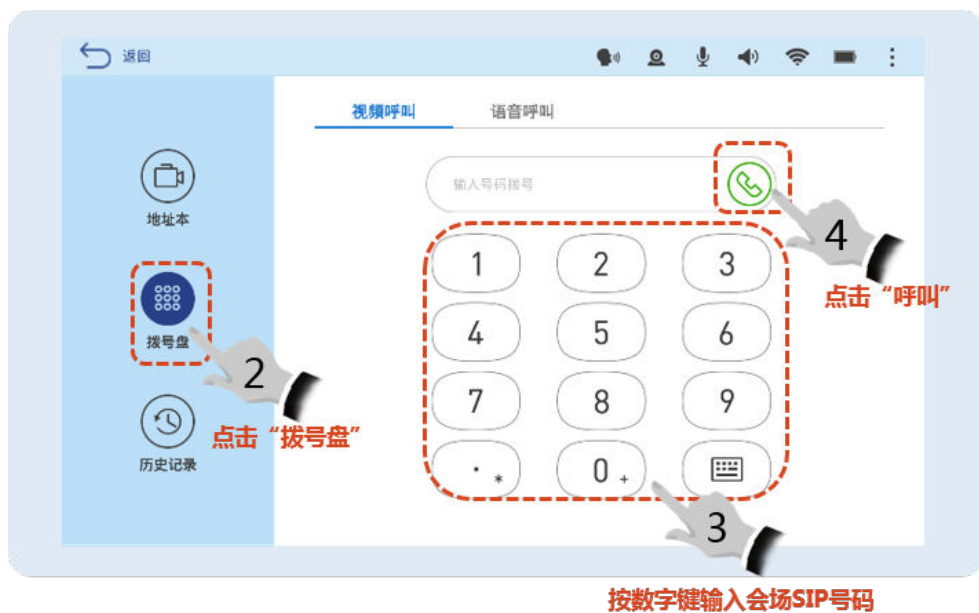 返回
视频呼叫
语音呼叫
输入号码拨号
地址本
1
2
3
4
点击“呼叫”
拨号盘
4
5
6
2
点击“拨号盘”
7
8
9
历史记录
. *
0 +
3
按数字键输入会场SIP号码